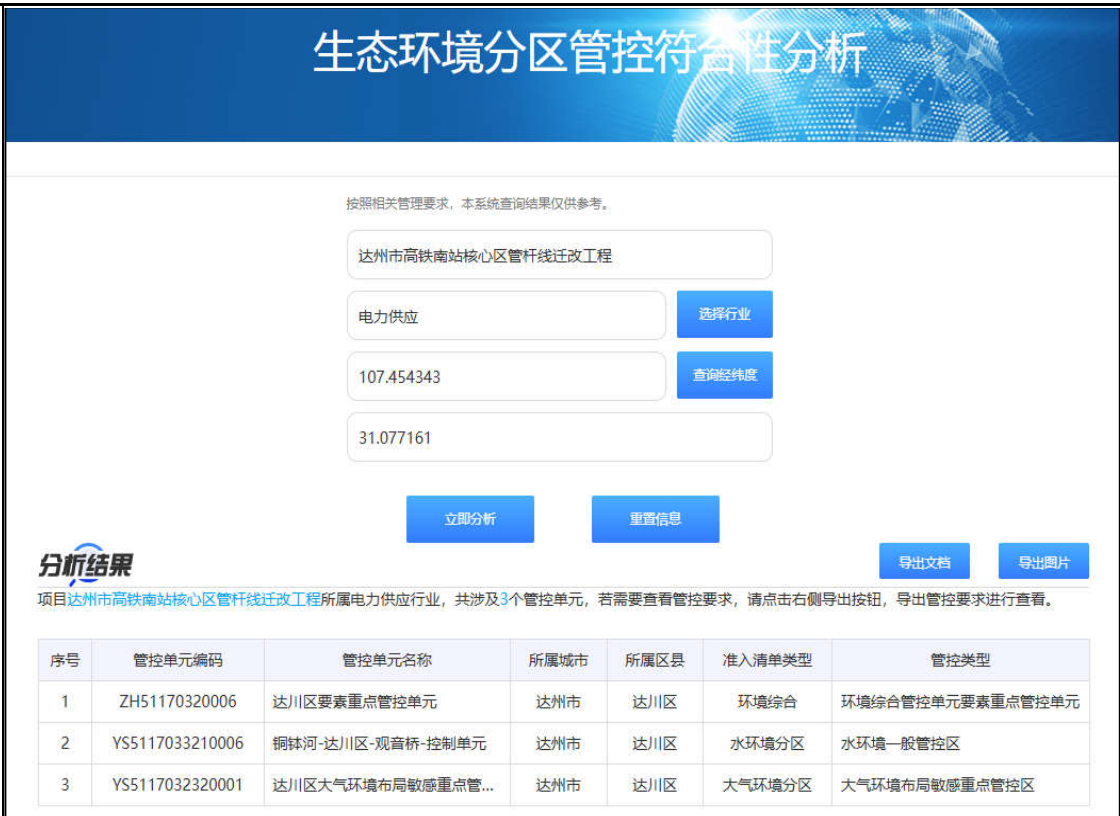 生态环境分区管控符合性分析
按照相关管理要求，本系统查询结果仅供参考。
达州市高铁南站核心区管杆线迁改工程
电力供应 选择行业
107.454343 查询经纬度
31.077161
立即分析 重置信息
分析结果 导出文档 导出图片
项目达州市高铁南站核心区管杆线迁改工程所属电力供应行业，共涉及3个管控单元，若需要查看管控要求，请点击右侧导出按钮，导出管控要求进行查看。
序号 管控单元编码 管控单元名称 所属城市 所属区县 准入清单类型 管控类型
1 ZH51170320006 达川区要素重点管控单元 达州市 达川区 环境综合 环境综合管控单元要素重点管控单元
2 YS5117033210006 铜钵河-达川区-观音桥-控制单元 达州市 达川区 水环境分区 水环境一般管控区
3 YS5117032320001 达川区大气环境布局敏感重点管... 达州市 达川区 大气环境分区 大气环境布局敏感重点管控区